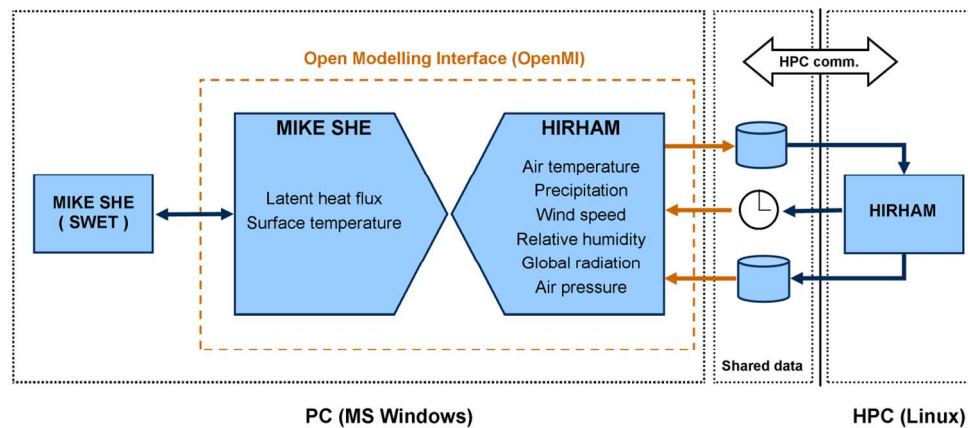 Open Modelling Interface (OpenMI)
HPC comm.
MIKE SHE
Latent heat flux
Surface temperature
HIRHAM
Air temperature
Precipitation
Wind speed
Relative humidity
Global radiation
Air pressure
MIKE SHE
( SWET )
HIRHAM
Shared data
PC (MS Windows)
HPC (Linux)